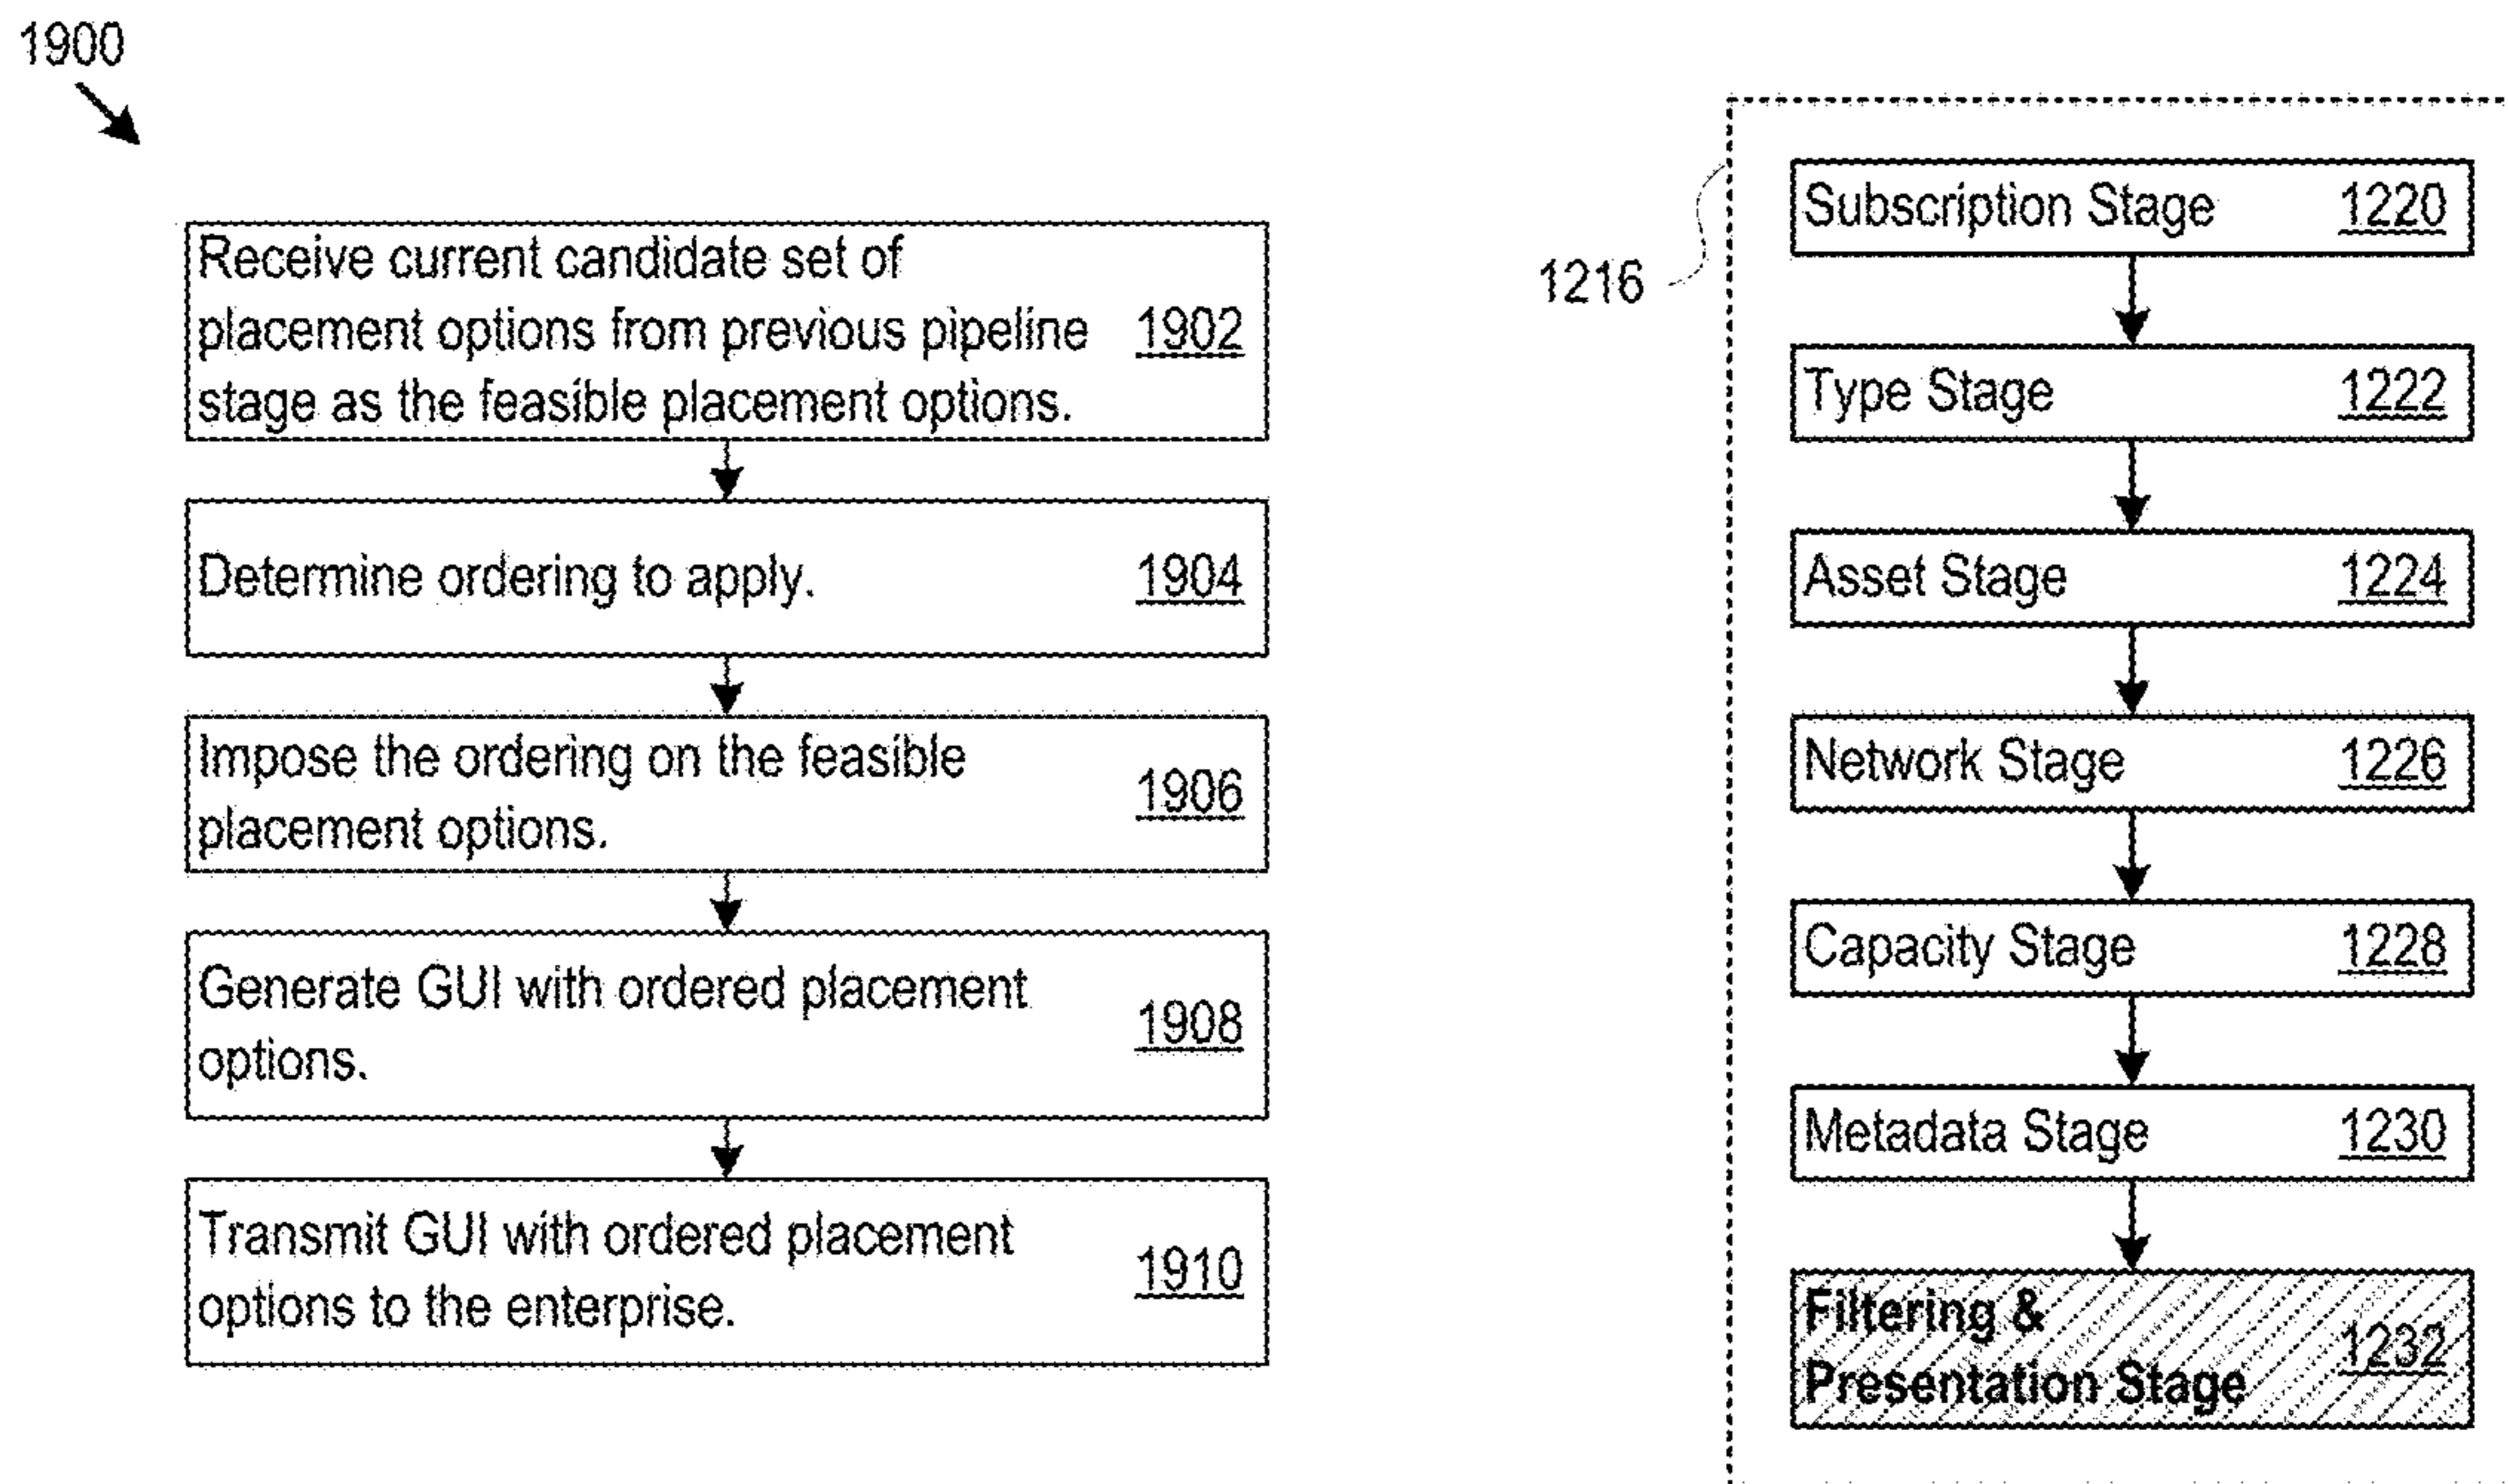 1900
Receive current candidate set of
placement options from previous pipeline 1902
stage as the feasible placement options.
Determine ordering to apply. 1904
Impose the ordering on the feasible
placement options. 1906
Generate GUI with ordered placement
options. 1908
Transmit GUI with ordered placement
options to the enterprise. 1910
1216
Subscription Stage 1220
Type Stage 1222
Asset Stage 1224
Network Stage 1226
Capacity Stage 1228
Metadata Stage 1230
Filtering &
Presentation Stage 1232